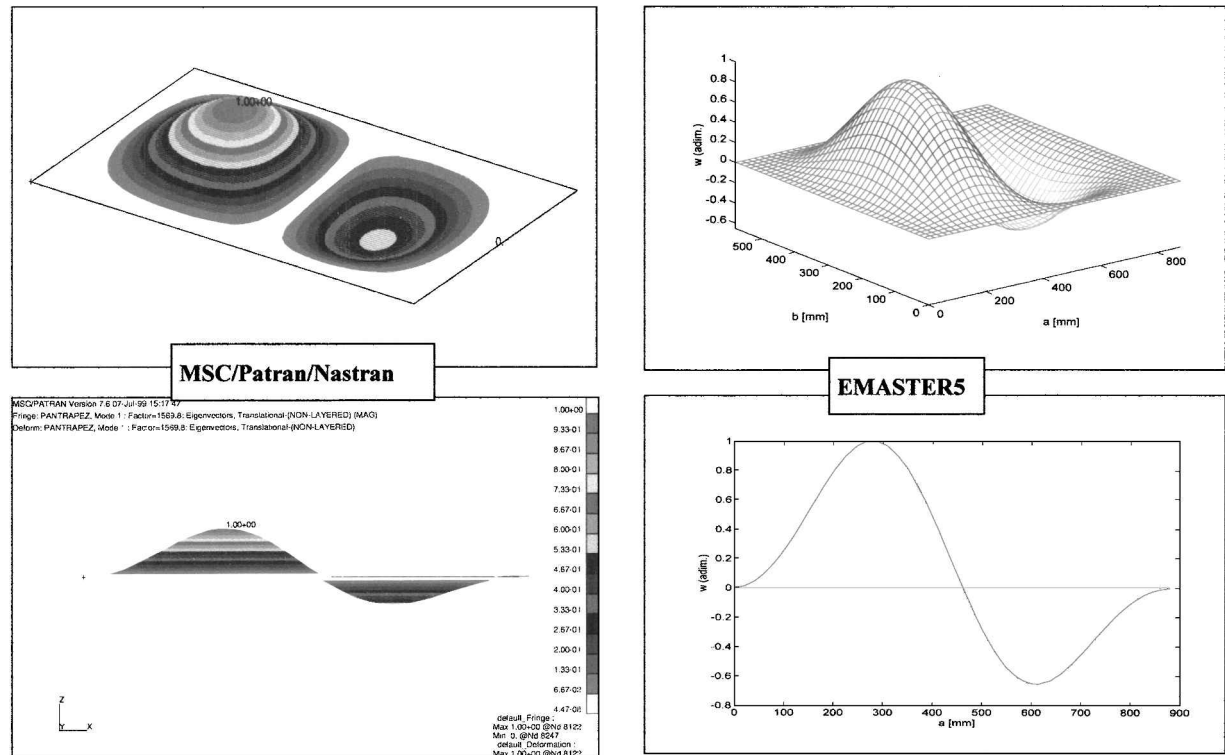 1.00+00
0.
w (adim.)
1
0.8
0.6
0.4
0.2
0
-0.2
-0.4
-0.6
500
400
300
200
100
0
b [mm]
0
200
400
600
800
a [mm]
MSC/Patran/Nastran
EMASTER5
MSC/PATRAN Version 7.6 07-Jul-99 15:17:47
Fringe: PANTRAPEZ, Mode 1 : Factor=1569.8: Eigenvectors, Translational-(NON-LAYERED) (MAG)
Deform: PANTRAPEZ, Mode 1 : Factor=1569.8: Eigenvectors, Translational-(NON-LAYERED)
1.00+00
1.00+00
9.33-01
8.67-01
8.00-01
7.33-01
6.67-01
6.00-01
5.33-01
4.67-01
4.00-01
3.33-01
2.67-01
2.00-01
1.33-01
6.67-02
4.47-08
Z
Y X
default_Fringe :
Max 1.00+00 @Nd 8122
Min 0. @Nd 8247
default_Deformation :
Max 1.00+00 @Nd 8122
w (adim.)
1
0.8
0.6
0.4
0.2
0
-0.2
-0.4
-0.6
-0.8
0 100 200 300 400 500 600 700 800 900
a [mm]